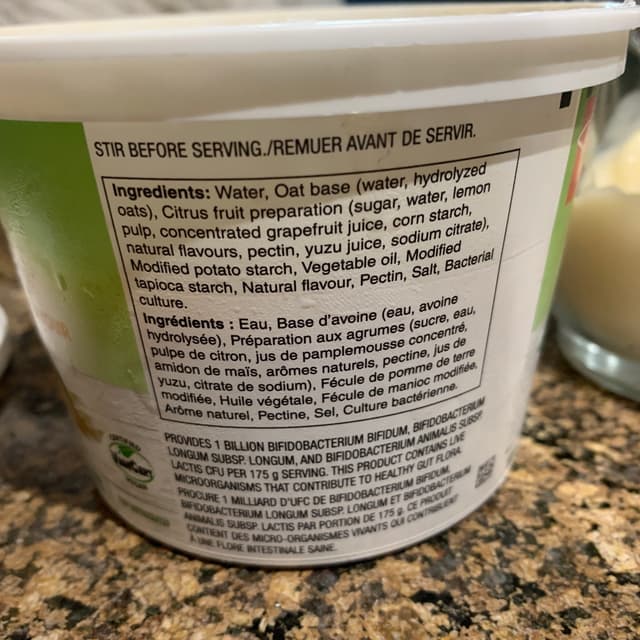 STIR BEFORE SERVING./REMUER AVANT DE SERVIR.
Ingredients: Water, Oat base (water, hydrolyzed
oats), Citrus fruit preparation (sugar, water, lemon
pulp, concentrated grapefruit juice, corn starch,
natural flavours, pectin, yuzu juice, sodium citrate),
Modified potato starch, Vegetable oil, Modified
tapioca starch, Natural flavour, Pectin, Salt, Bacterial
culture.
Ingrédients : Eau, Base d'avoine (eau, avoine
hydrolysée), Préparation aux agrumes (sucre, eau,
pulpe de citron, jus de pamplemousse concentré,
amidon de maïs, arômes naturels, pectine, jus de
yuzu, citrate de sodium), Fécule de pomme de terre
modifiée, Huile végétale, Fécule de manioc modifiée,
Arôme naturel, Pectine, Sel, Culture bactérienne.
PROVIDES 1 BILLION BIFIDOBACTERIUM BIFIDUM, BIFIDOBACTERIUM
LONGUM SUBSP. LONGUM, AND BIFIDOBACTERIUM ANIMALIS SUBSP.
LACTIS CFU PER 175 g SERVING. THIS PRODUCT CONTAINS LIVE
MICROORGANISMS THAT CONTRIBUTE TO HEALTHY GUT FLORA.
PROCURE 1 MILLIARD D'UFC DE BIFIDOBACTERIUM BIFIDUM,
BIFIDOBACTERIUM LONGUM SUBSP. LONGUM ET BIFIDOBACTERIUM
ANIMALIS SUBSP. LACTIS PAR PORTION DE 175 g. CE PRODUIT
CONTIENT DES MICRO-ORGANISMES VIVANTS QUI CONTRIBUENT
À UNE FLORE INTESTINALE SAINE.